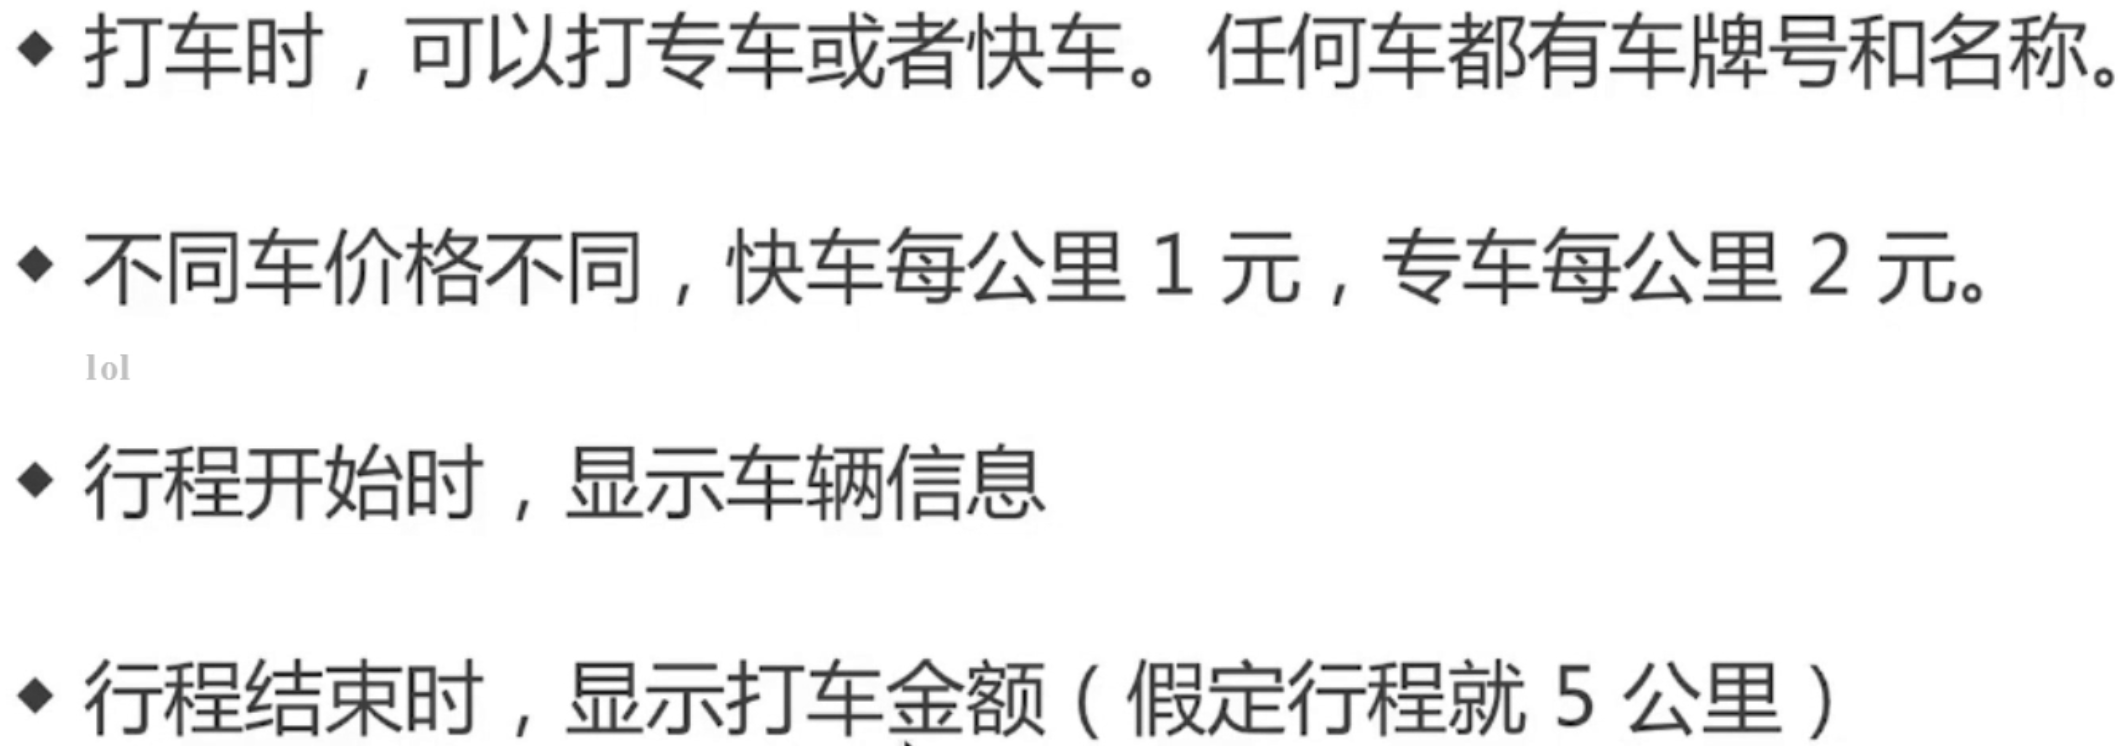 ◆ 打车时，可以打专车或者快车。任何车都有车牌号和名称。
◆ 不同车价格不同，快车每公里 1 元，专车每公里 2 元。
lol
◆ 行程开始时，显示车辆信息
◆ 行程结束时，显示打车金额（假定行程就 5 公里）